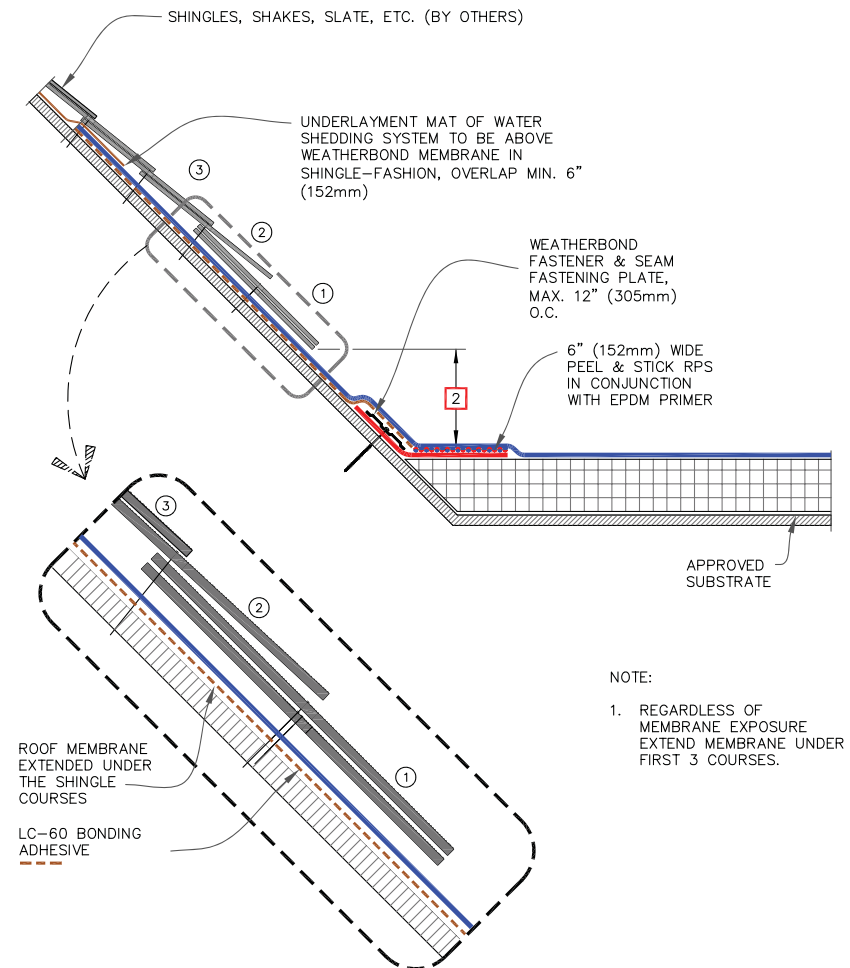 SHINGLES, SHAKES, SLATE, ETC. (BY OTHERS)
UNDERLAYMENT MAT OF WATER
SHEDDING SYSTEM TO BE ABOVE
WEATHERBOND MEMBRANE IN
SHINGLE-FASHION, OVERLAP MIN. 6"
(152mm)
3
2
1
WEATHERBOND
FASTENER & SEAM
FASTENING PLATE,
MAX. 12" (305mm)
O.C.
6" (152mm) WIDE
PEEL & STICK RPS
IN CONJUNCTION
WITH EPDM PRIMER
2
APPROVED
SUBSTRATE
3
2
1
ROOF MEMBRANE
EXTENDED UNDER
THE SHINGLE
COURSES
LC-60 BONDING
ADHESIVE
NOTE:
1. REGARDLESS OF
MEMBRANE EXPOSURE
EXTEND MEMBRANE UNDER
FIRST 3 COURSES.